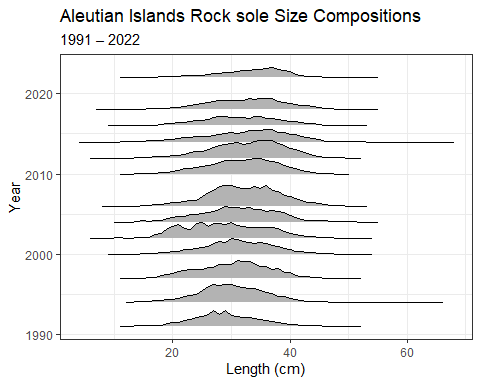 Aleutian Islands Rock sole Size Compositions
1991 – 2022
2020
2010
2000
1990
Year
20
40
60
Length (cm)